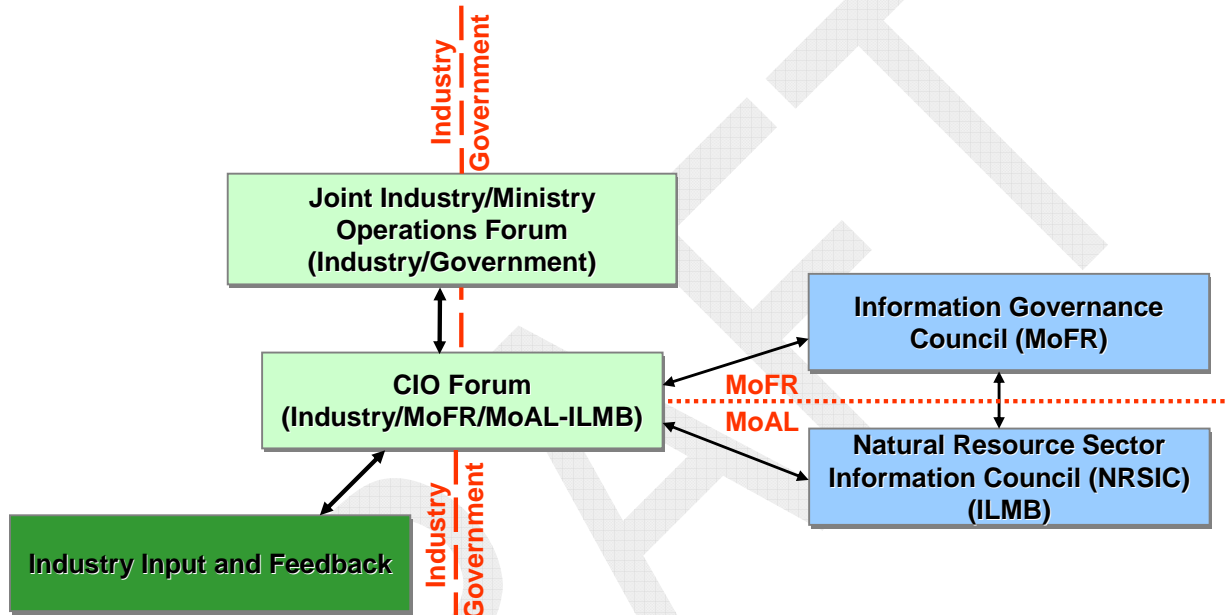 Industry
Government
Joint Industry/Ministry
Operations Forum
(Industry/Government)
Information Governance
Council (MoFR)
CIO Forum
(Industry/MoFR/MoAL-ILMB)
MoFR
MoAL
Natural Resource Sector
Information Council (NRSIC)
(ILMB)
Industry
Government
Industry Input and Feedback